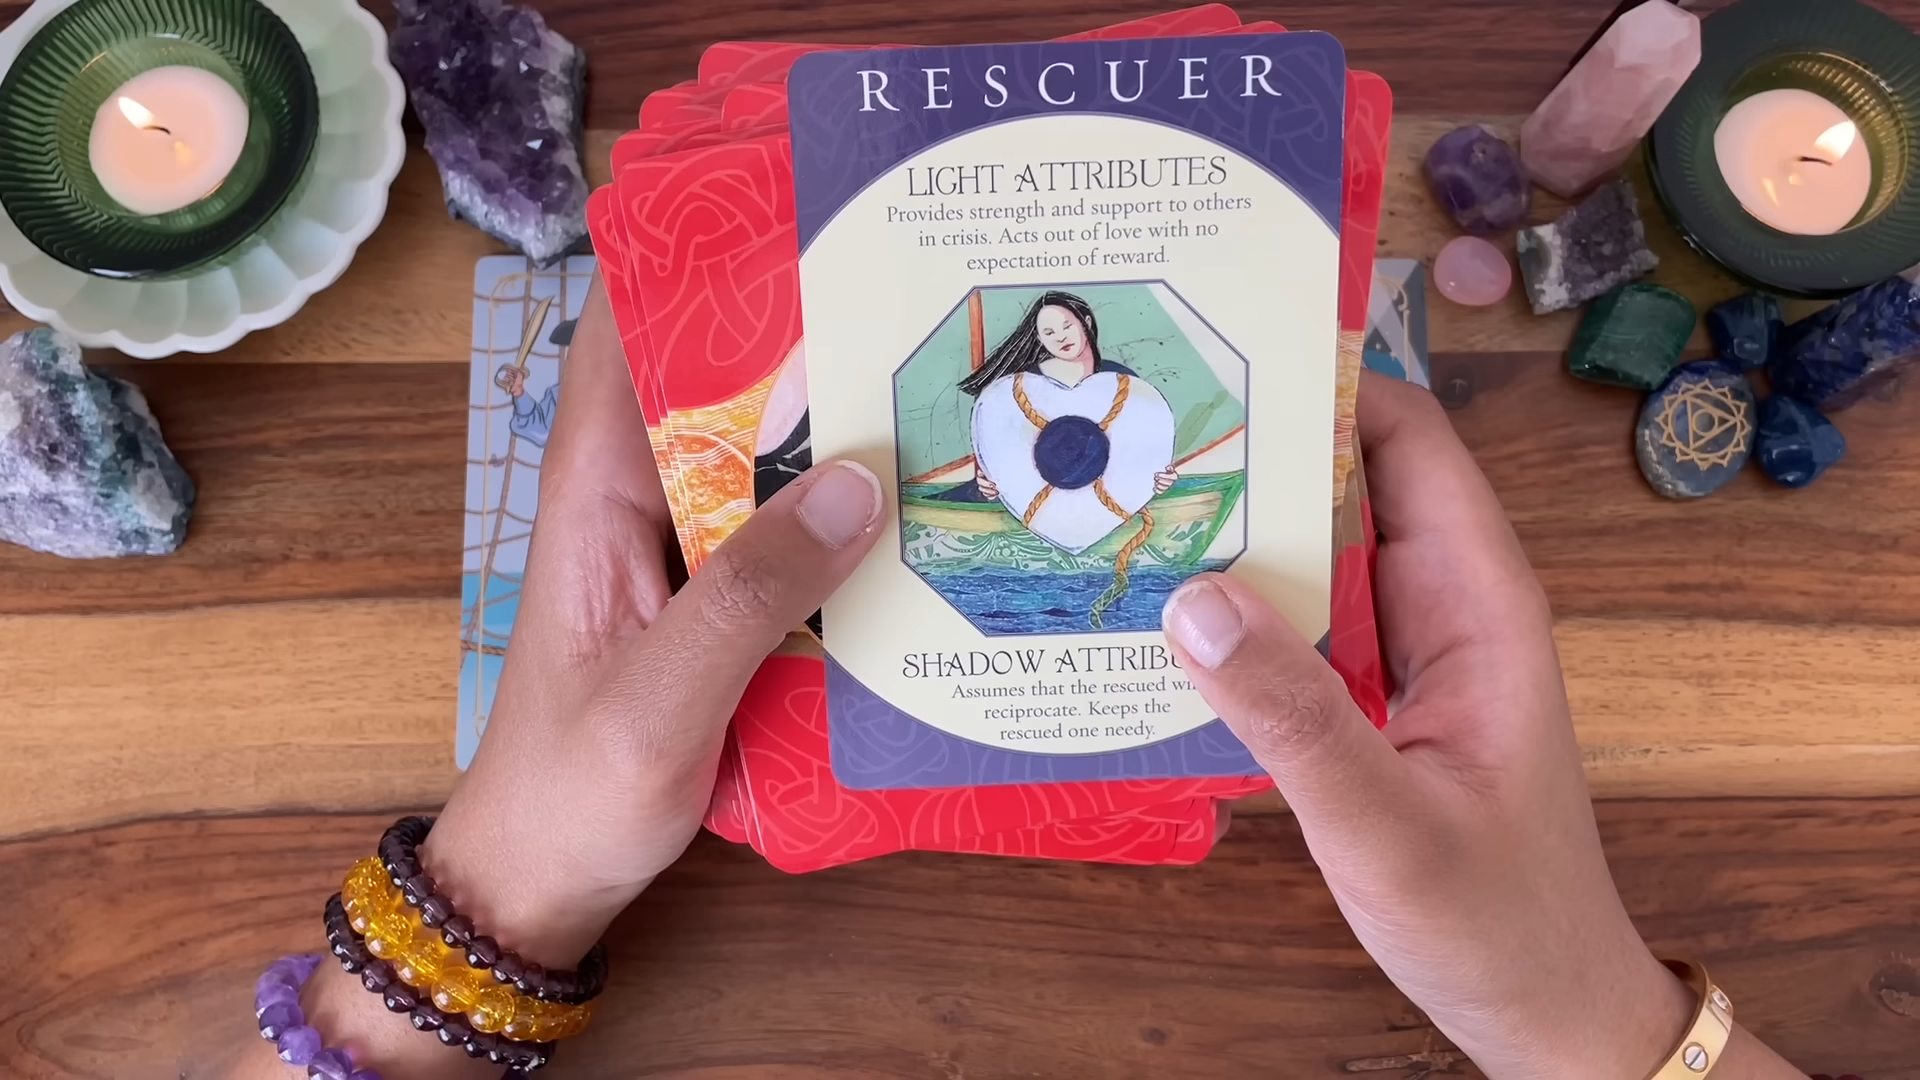 RESCUER
LIGHT ATTRIBUTES
Provides strength and support to others
in crisis. Acts out of love with no
expectation of reward.
SHADOW
Assumes that the rescued
reciprocate. Keeps the
rescued one needy.